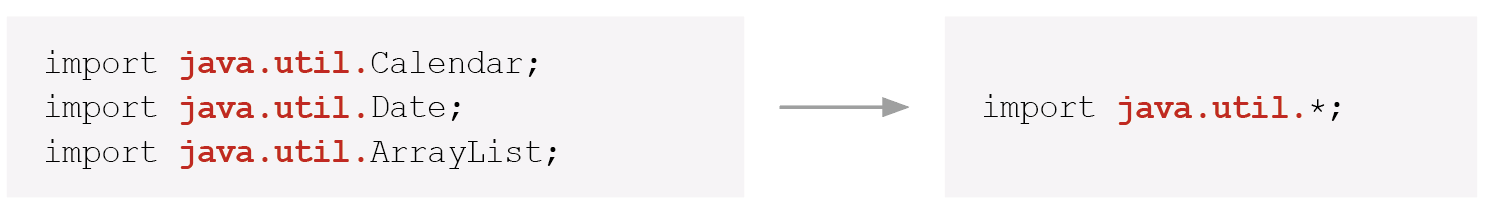 import java.util.Calendar;
import java.util.Date;
import java.util.ArrayList;
import java.util.*;